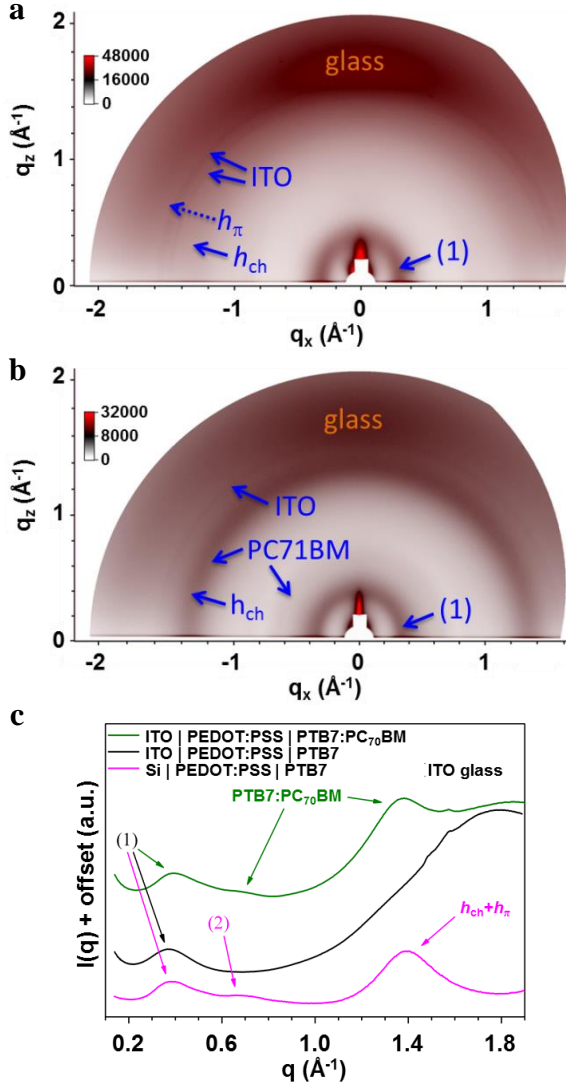 a
2
48000
16000
0
glass
q_z (Å⁻¹)
1
ITO
h_π
h_ch
(1)
0
-2
-1
0
1
q_x (Å⁻¹)
b
2
32000
8000
0
glass
q_z (Å⁻¹)
ITO
1
PC71BM
h_ch
(1)
0
-2
-1
0
1
q_x (Å⁻¹)
c
ITO | PEDOT:PSS | PTB7:PC₇₀BM
ITO | PEDOT:PSS | PTB7
Si | PEDOT:PSS | PTB7
ITO glass
PTB7:PC₇₀BM
(1)
I(q) + offset (a.u.)
h_ch+h_π
(2)
0.2
0.6
1.0
1.4
1.8
q (Å⁻¹)